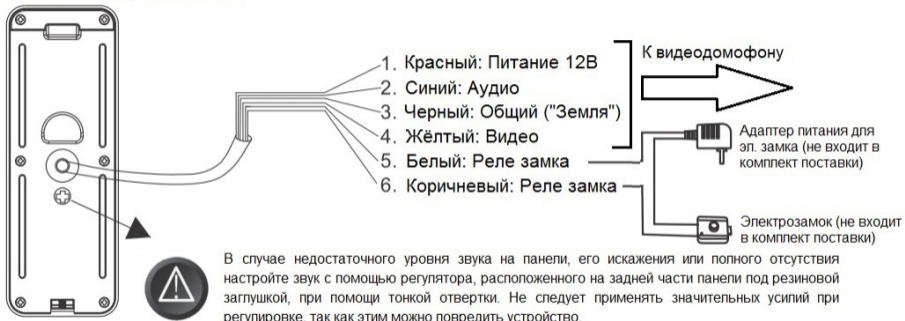 1. Красный: Питание 12В
2. Синий: Аудио
3. Черный: Общий ("Земля")
4. Жёлтый: Видео
5. Белый: Реле замка
6. Коричневый: Реле замка
К видеодомофону
Адаптер питания для
эл. замка (не входит в
комплект поставки)
Электрозамок (не входит
в комплект поставки)
В случае недостаточного уровня звука на панели, его искажения или полного отсутствия
настройте звук с помощью регулятора, расположенного на задней части панели под резиновой
заглушкой, при помощи тонкой отвертки. Не следует применять значительных усилий при
регулировке, так как этим можно повредить устройство.